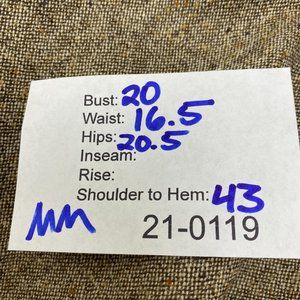 Bust: 20
Waist: 16.5
Hips: 20.5
Inseam:
Rise:
Shoulder to Hem: 43
MM 21-0119